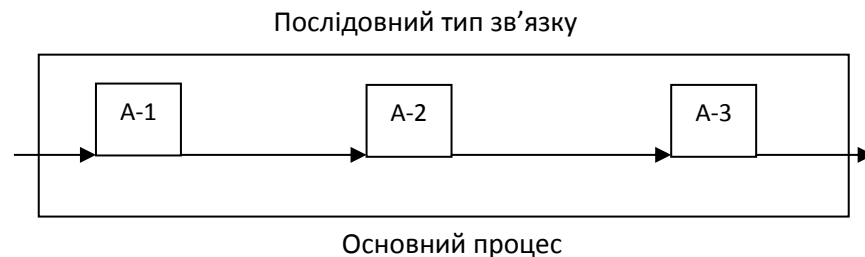 Послідовний тип зв’язку
А-1 А-2 А-3
Основний процес